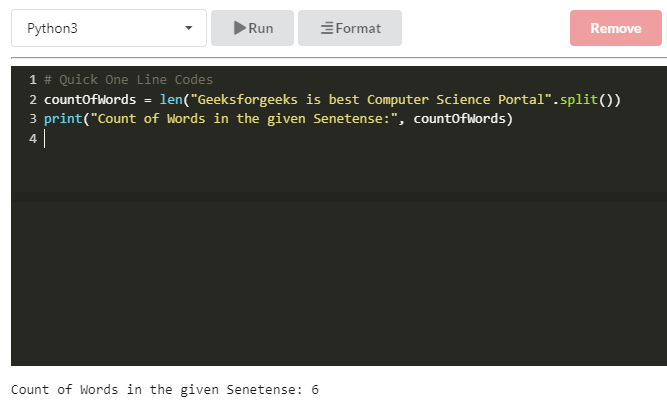 Python3
Run
Format
Remove
1 # Quick One Line Codes
2 countOfWords = len("Geeksforgeeks is best Computer Science Portal".split())
3 print("Count of Words in the given Senetense:", countOfWords)
4
Count of Words in the given Senetense: 6